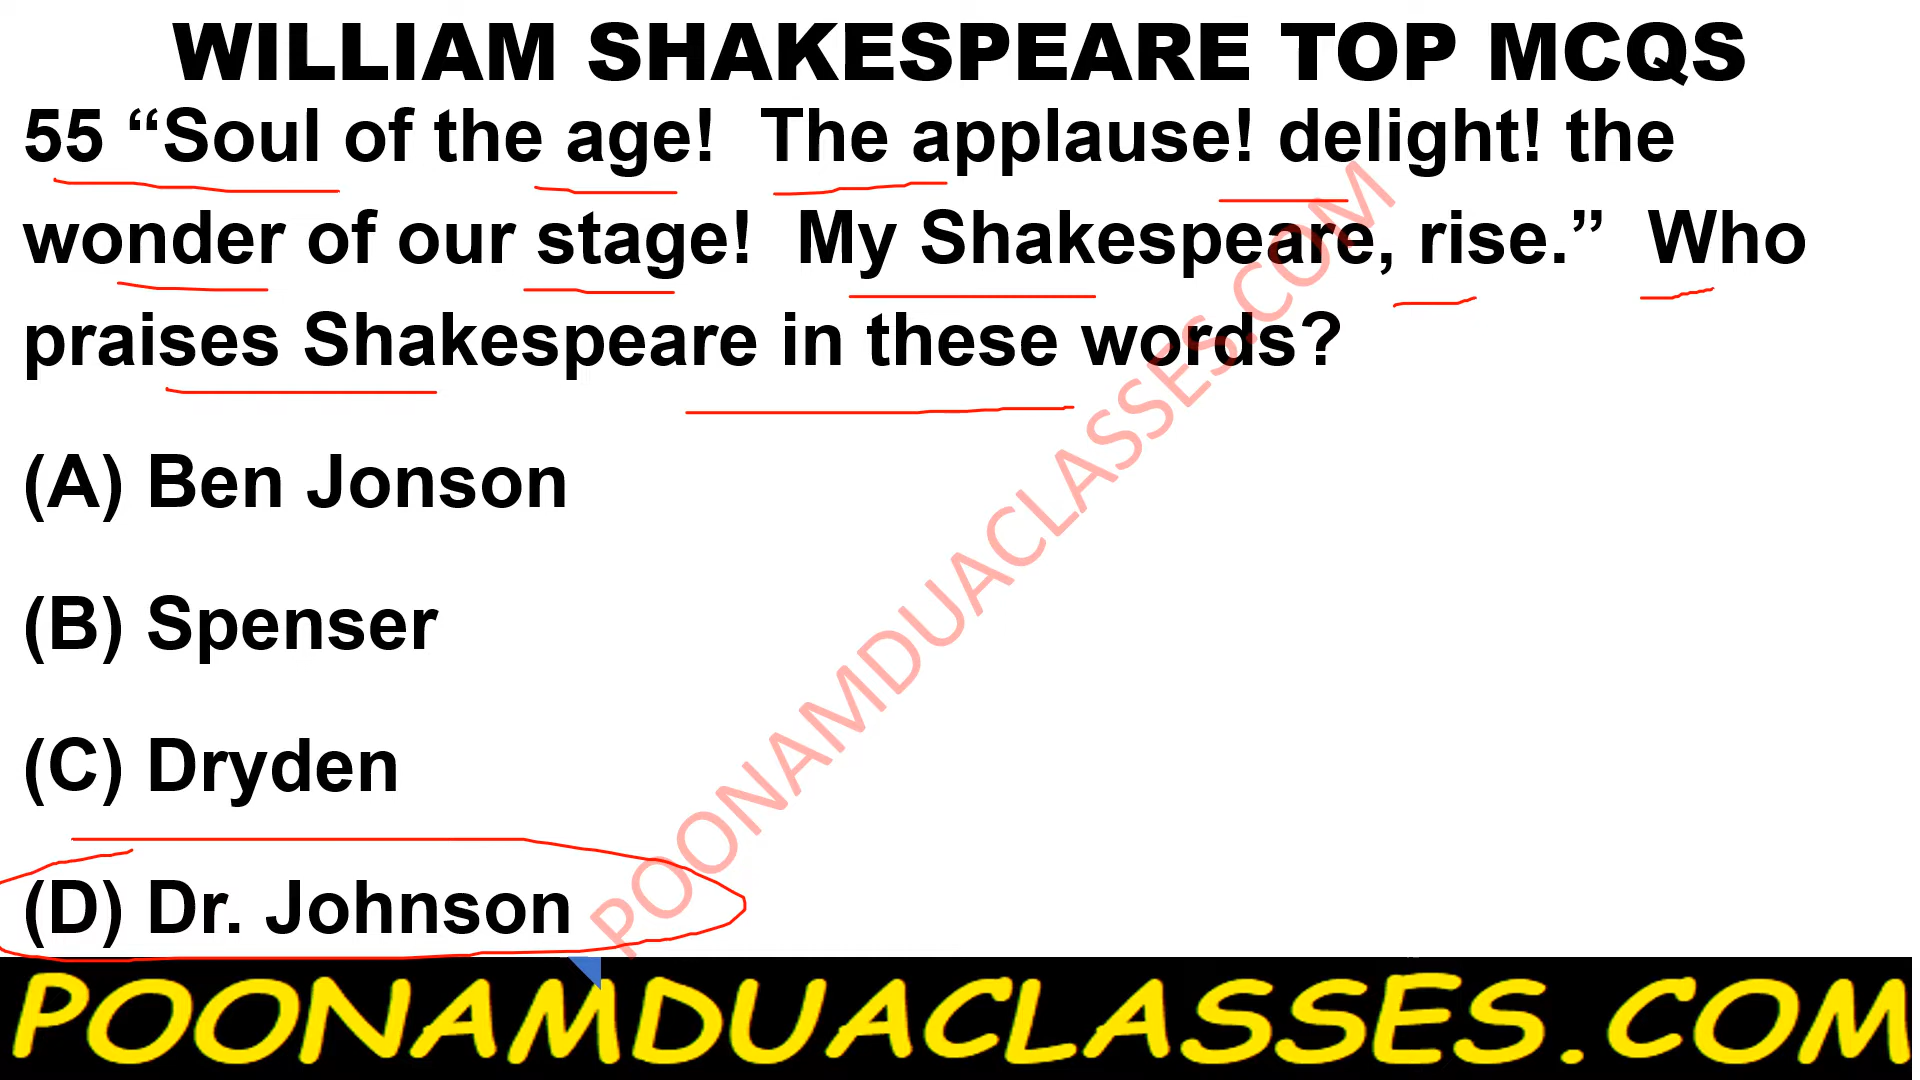 WILLIAM SHAKESPEARE TOP MCQS
55 “Soul of the age!  The applause! delight! the
wonder of our stage!  My Shakespeare, rise.”  Who
praises Shakespeare in these words?
(A) Ben Jonson
(B) Spenser
(C) Dryden
(D) Dr. Johnson
POONAMDUACLASSES.COM
POONAMDUACLASSES.COM